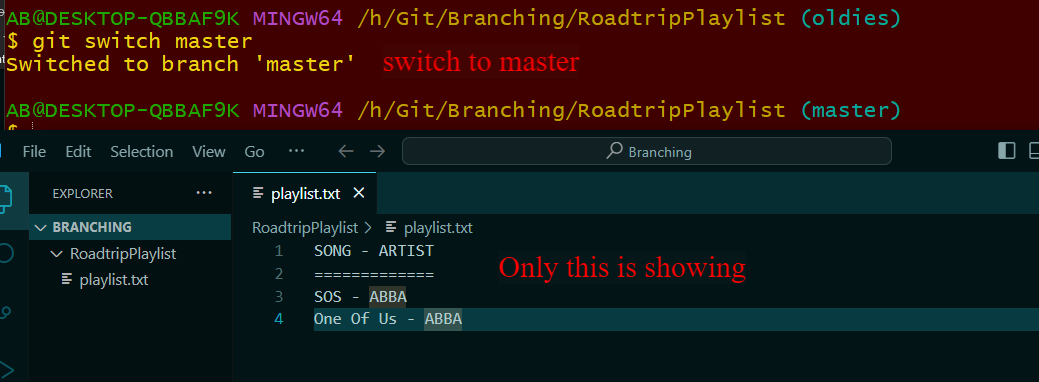 AB@DESKTOP-QBBAF9K MINGW64 /h/Git/Branching/RoadtripPlaylist (oldies)
$ git switch master
Switched to branch 'master' switch to master
AB@DESKTOP-QBBAF9K MINGW64 /h/Git/Branching/RoadtripPlaylist (master)
$
File Edit Selection View Go ··· ← → Branching
EXPLORER ··· playlist.txt ×
BRANCHING RoadtripPlaylist > playlist.txt
RoadtripPlaylist 1 SONG - ARTIST
2 =============
playlist.txt 3 SOS - ABBA
4 One Of Us - ABBA
Only this is showing